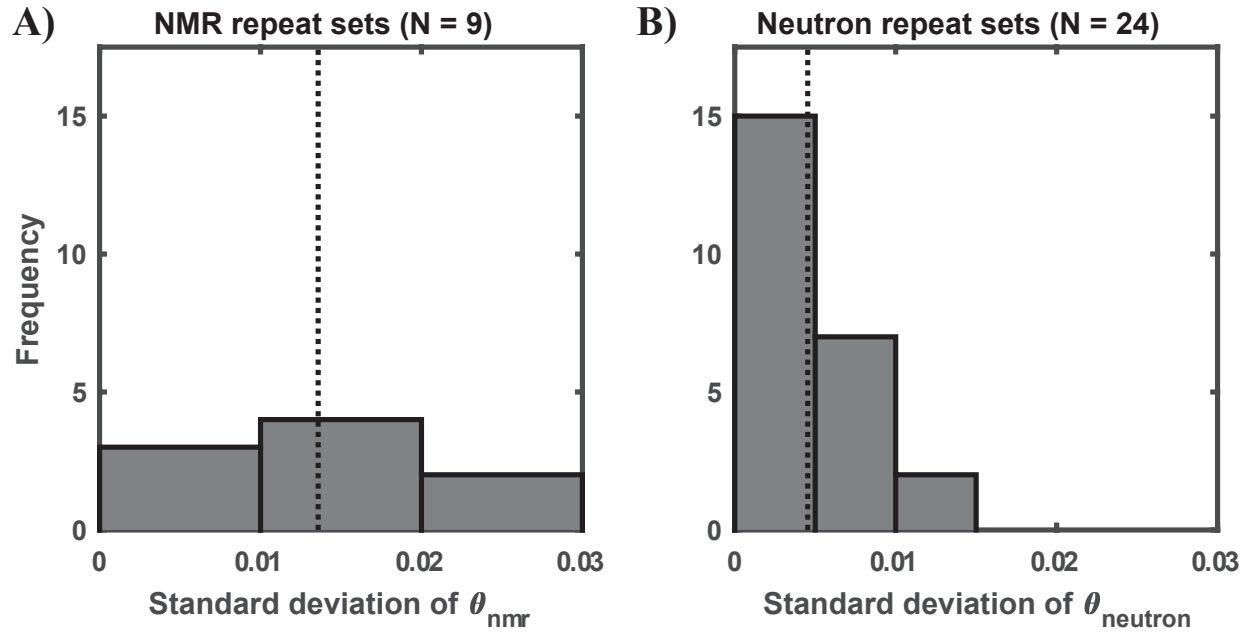 A) NMR repeat sets (N = 9)
15
10
5
0
Frequency
0 0.01 0.02 0.03
Standard deviation of θnmr
B) Neutron repeat sets (N = 24)
15
10
5
0
0 0.01 0.02 0.03
Standard deviation of θneutron